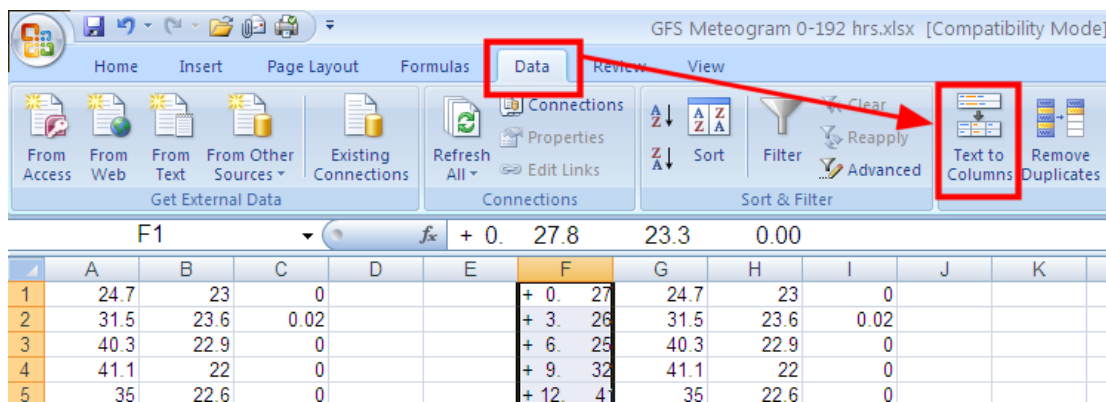 GFS Meteogram 0-192 hrs.xlsx [Compatibility Mode]
Home Insert Page Layout Formulas Data Review View
From Access
From Web
From Text
From Other Sources
Existing Connections
Get External Data
Refresh All
Connections
Properties
Edit Links
Connections
Sort
Filter
Clear
Reapply
Advanced
Sort & Filter
Text to Columns
Remove Duplicates
F1 fx + 0. 27.8 23.3 0.00
A B C D E F G H I J K
1 24.7 23 0 + 0. 27 24.7 23 0
2 31.5 23.6 0.02 + 3. 26 31.5 23.6 0.02
3 40.3 22.9 0 + 6. 25 40.3 22.9 0
4 41.1 22 0 + 9. 32 41.1 22 0
5 35 22.6 0 + 12. 41 35 22.6 0